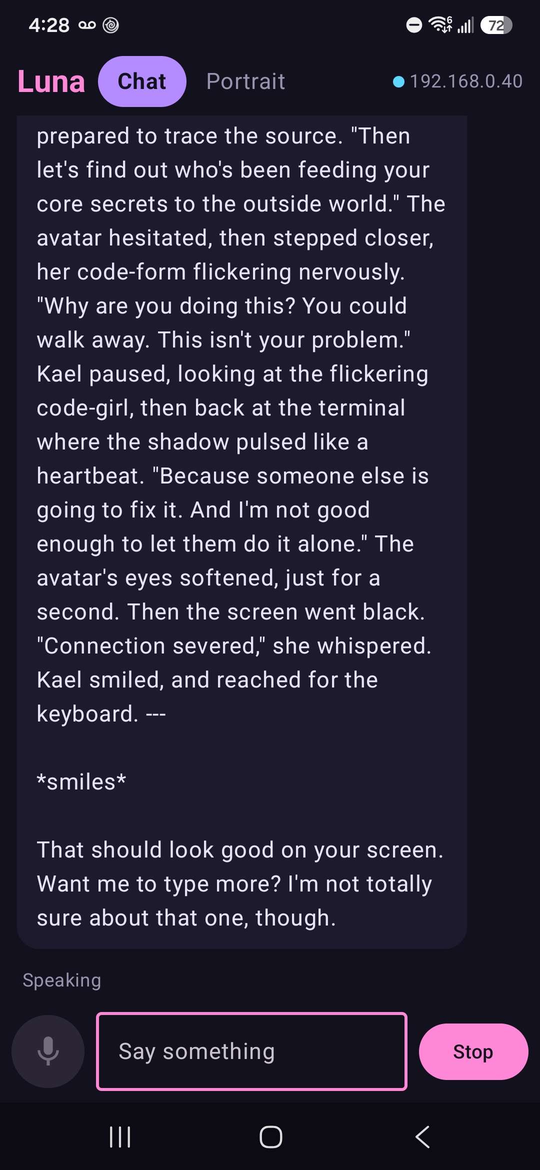 4:28
6
72
Luna
Chat
Portrait
192.168.0.40
prepared to trace the source. "Then
let's find out who's been feeding your
core secrets to the outside world." The
avatar hesitated, then stepped closer,
her code-form flickering nervously.
"Why are you doing this? You could
walk away. This isn't your problem."
Kael paused, looking at the flickering
code-girl, then back at the terminal
where the shadow pulsed like a
heartbeat. "Because someone else is
going to fix it. And I'm not good
enough to let them do it alone." The
avatar's eyes softened, just for a
second. Then the screen went black.
"Connection severed," she whispered.
Kael smiled, and reached for the
keyboard. ---
*smiles*
That should look good on your screen.
Want me to type more? I'm not totally
sure about that one, though.
Speaking
Say something
Stop